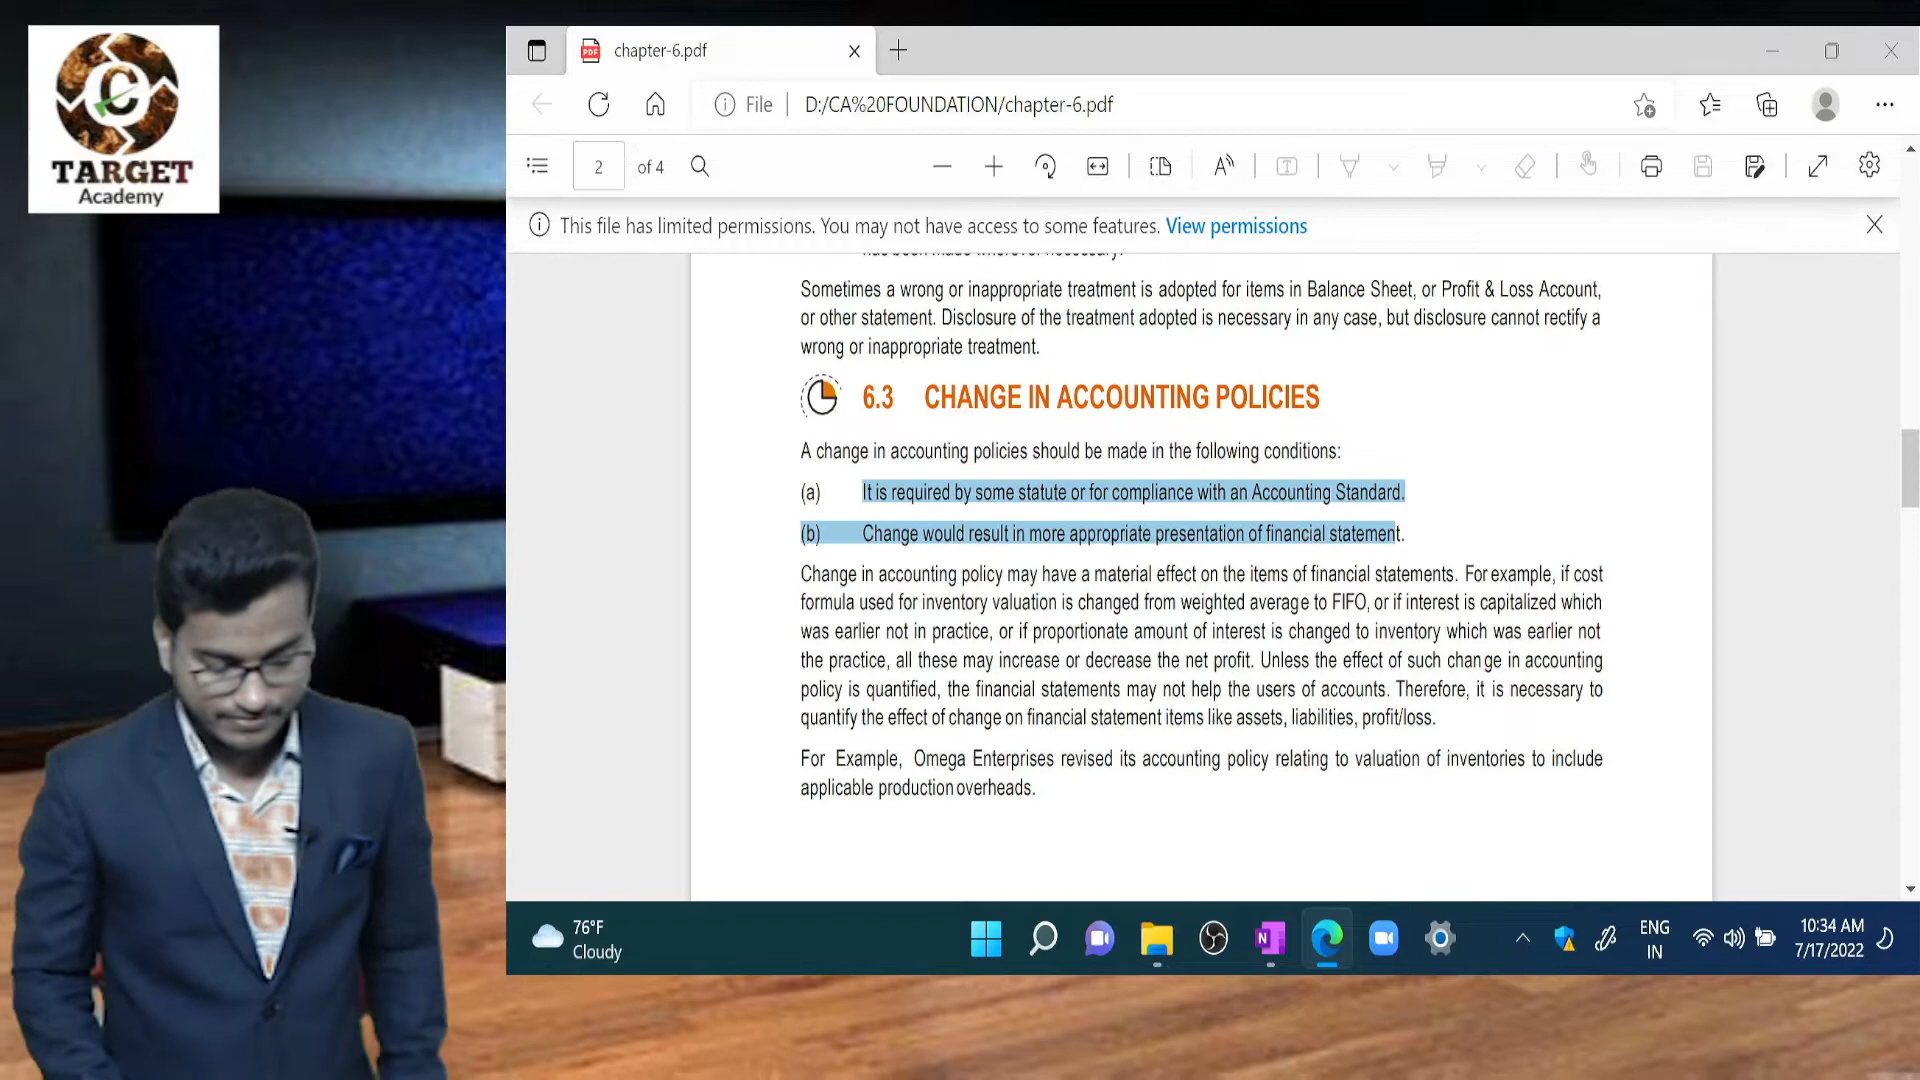 TARGET
Academy
chapter-6.pdf
File
D:/CA%20FOUNDATION/chapter-6.pdf
2 of 4
This file has limited permissions. You may not have access to some features. View permissions
has been made wherever necessary.
Sometimes a wrong or inappropriate treatment is adopted for items in Balance Sheet, or Profit & Loss Account,
or other statement. Disclosure of the treatment adopted is necessary in any case, but disclosure cannot rectify a
wrong or inappropriate treatment.
6.3 CHANGE IN ACCOUNTING POLICIES
A change in accounting policies should be made in the following conditions:
(a) It is required by some statute or for compliance with an Accounting Standard.
(b) Change would result in more appropriate presentation of financial statement.
Change in accounting policy may have a material effect on the items of financial statements. For example, if cost
formula used for inventory valuation is changed from weighted average to FIFO, or if interest is capitalized which
was earlier not in practice, or if proportionate amount of interest is changed to inventory which was earlier not
the practice, all these may increase or decrease the net profit. Unless the effect of such change in accounting
policy is quantified, the financial statements may not help the users of accounts. Therefore, it is necessary to
quantify the effect of change on financial statement items like assets, liabilities, profit/loss.
For Example, Omega Enterprises revised its accounting policy relating to valuation of inventories to include
applicable production overheads.
76°F
Cloudy
ENG
IN
10:34 AM
7/17/2022